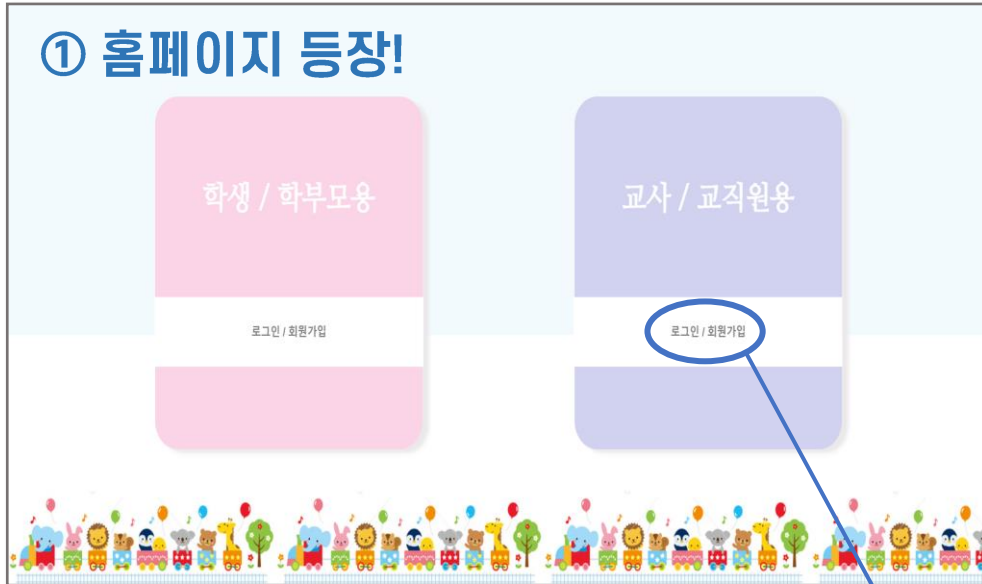 ① 홈페이지 등장!
학생 / 학부모용
교사 / 교직원용
로그인 / 회원가입
로그인 / 회원가입